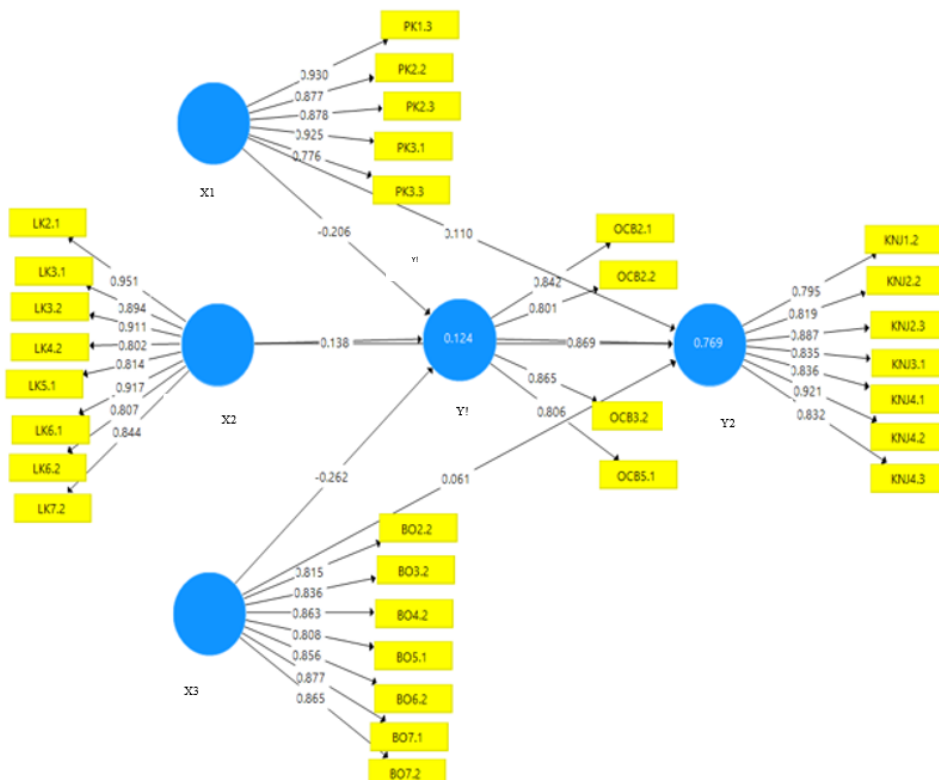 PK1.3
0.930
PK2.2
0.877
PK2.3
0.878
PK3.1
0.925
PK3.3
0.776
X1
-0.206
0.110
Y!
LK2.1
0.951
LK3.1
0.894
LK3.2
0.911
LK4.2
0.802
LK5.1
0.814
LK6.1
0.917
LK6.2
0.807
LK7.2
0.844
X2
0.138
0.124
Y!
OCB2.1
0.842
OCB2.2
0.801
0.869
OCB3.2
0.865
OCB5.1
0.806
0.769
Y2
KNJ1.2
0.795
KNJ2.2
0.819
KNJ2.3
0.887
KNJ3.1
0.835
KNJ4.1
0.836
KNJ4.2
0.921
KNJ4.3
0.832
-0.262
0.061
X3
BO2.2
0.815
BO3.2
0.836
BO4.2
0.863
BO5.1
0.808
BO6.2
0.856
BO7.1
0.877
BO7.2
0.865